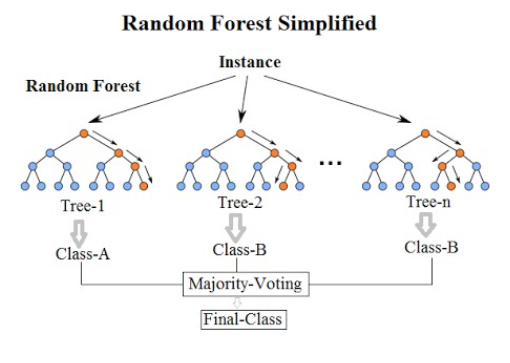 Random Forest Simplified
Instance
Random Forest
...
Tree-1
Tree-2
Tree-n
Class-A
Class-B
Class-B
Majority-Voting
Final-Class